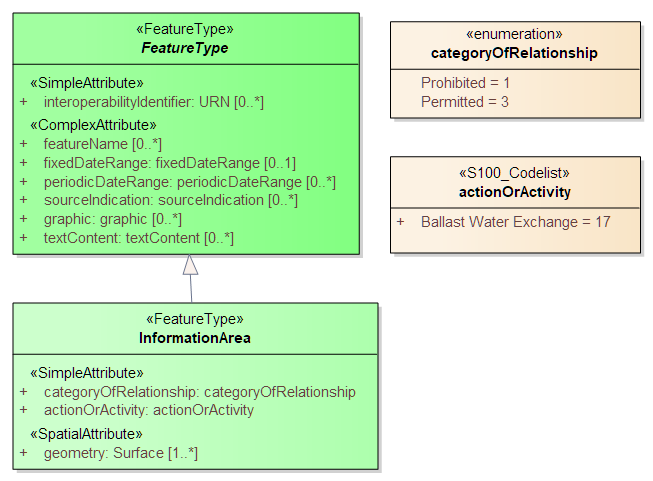 «FeatureType»
FeatureType
«SimpleAttribute»
+ interoperabilityIdentifier: URN [0..*]
«ComplexAttribute»
+ featureName [0..*]
+ fixedDateRange: fixedDateRange [0..1]
+ periodicDateRange: periodicDateRange [0..*]
+ sourceIndication: sourceIndication [0..*]
+ graphic: graphic [0..*]
+ textContent: textContent [0..*]
«FeatureType»
InformationArea
«SimpleAttribute»
+ categoryOfRelationship: categoryOfRelationship
+ actionOrActivity: actionOrActivity
«SpatialAttribute»
+ geometry: Surface [1..*]
«enumeration»
categoryOfRelationship
Prohibited = 1
Permitted = 3
«S100_Codelist»
actionOrActivity
+ Ballast Water Exchange = 17